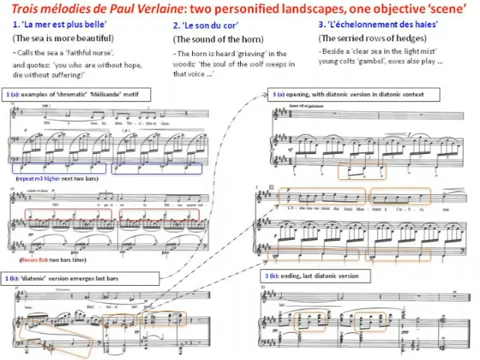 Trois mélodies de Paul Verlaine: two personified landscapes, one objective 'scene'
1. 'La mer est plus belle'
(The sea is more beautiful)
– Calls the sea a 'faithful nurse'.
and quotes: 'you who are without hope,
die without suffering!'
2. 'Le son du cor'
(The sound of the horn)
– The horn is heard 'grieving' in the
woods: 'the soul of the wolf weeps in
that voice ...'
3. 'L'échelonnement des haies'
(The serried rows of hedges)
– Beside a 'clear sea in the light mist'
young colts 'gambol', ewes also play ...
1 (a): examples of 'chromatic' 'Mélisande' motif
(repeat m3 higher next two bars)
two bars later)
1 (b): 'diatonic' version emerges last bars
3 (a) opening, with diatonic version in diatonic context
3 (b): ending, last diatonic version